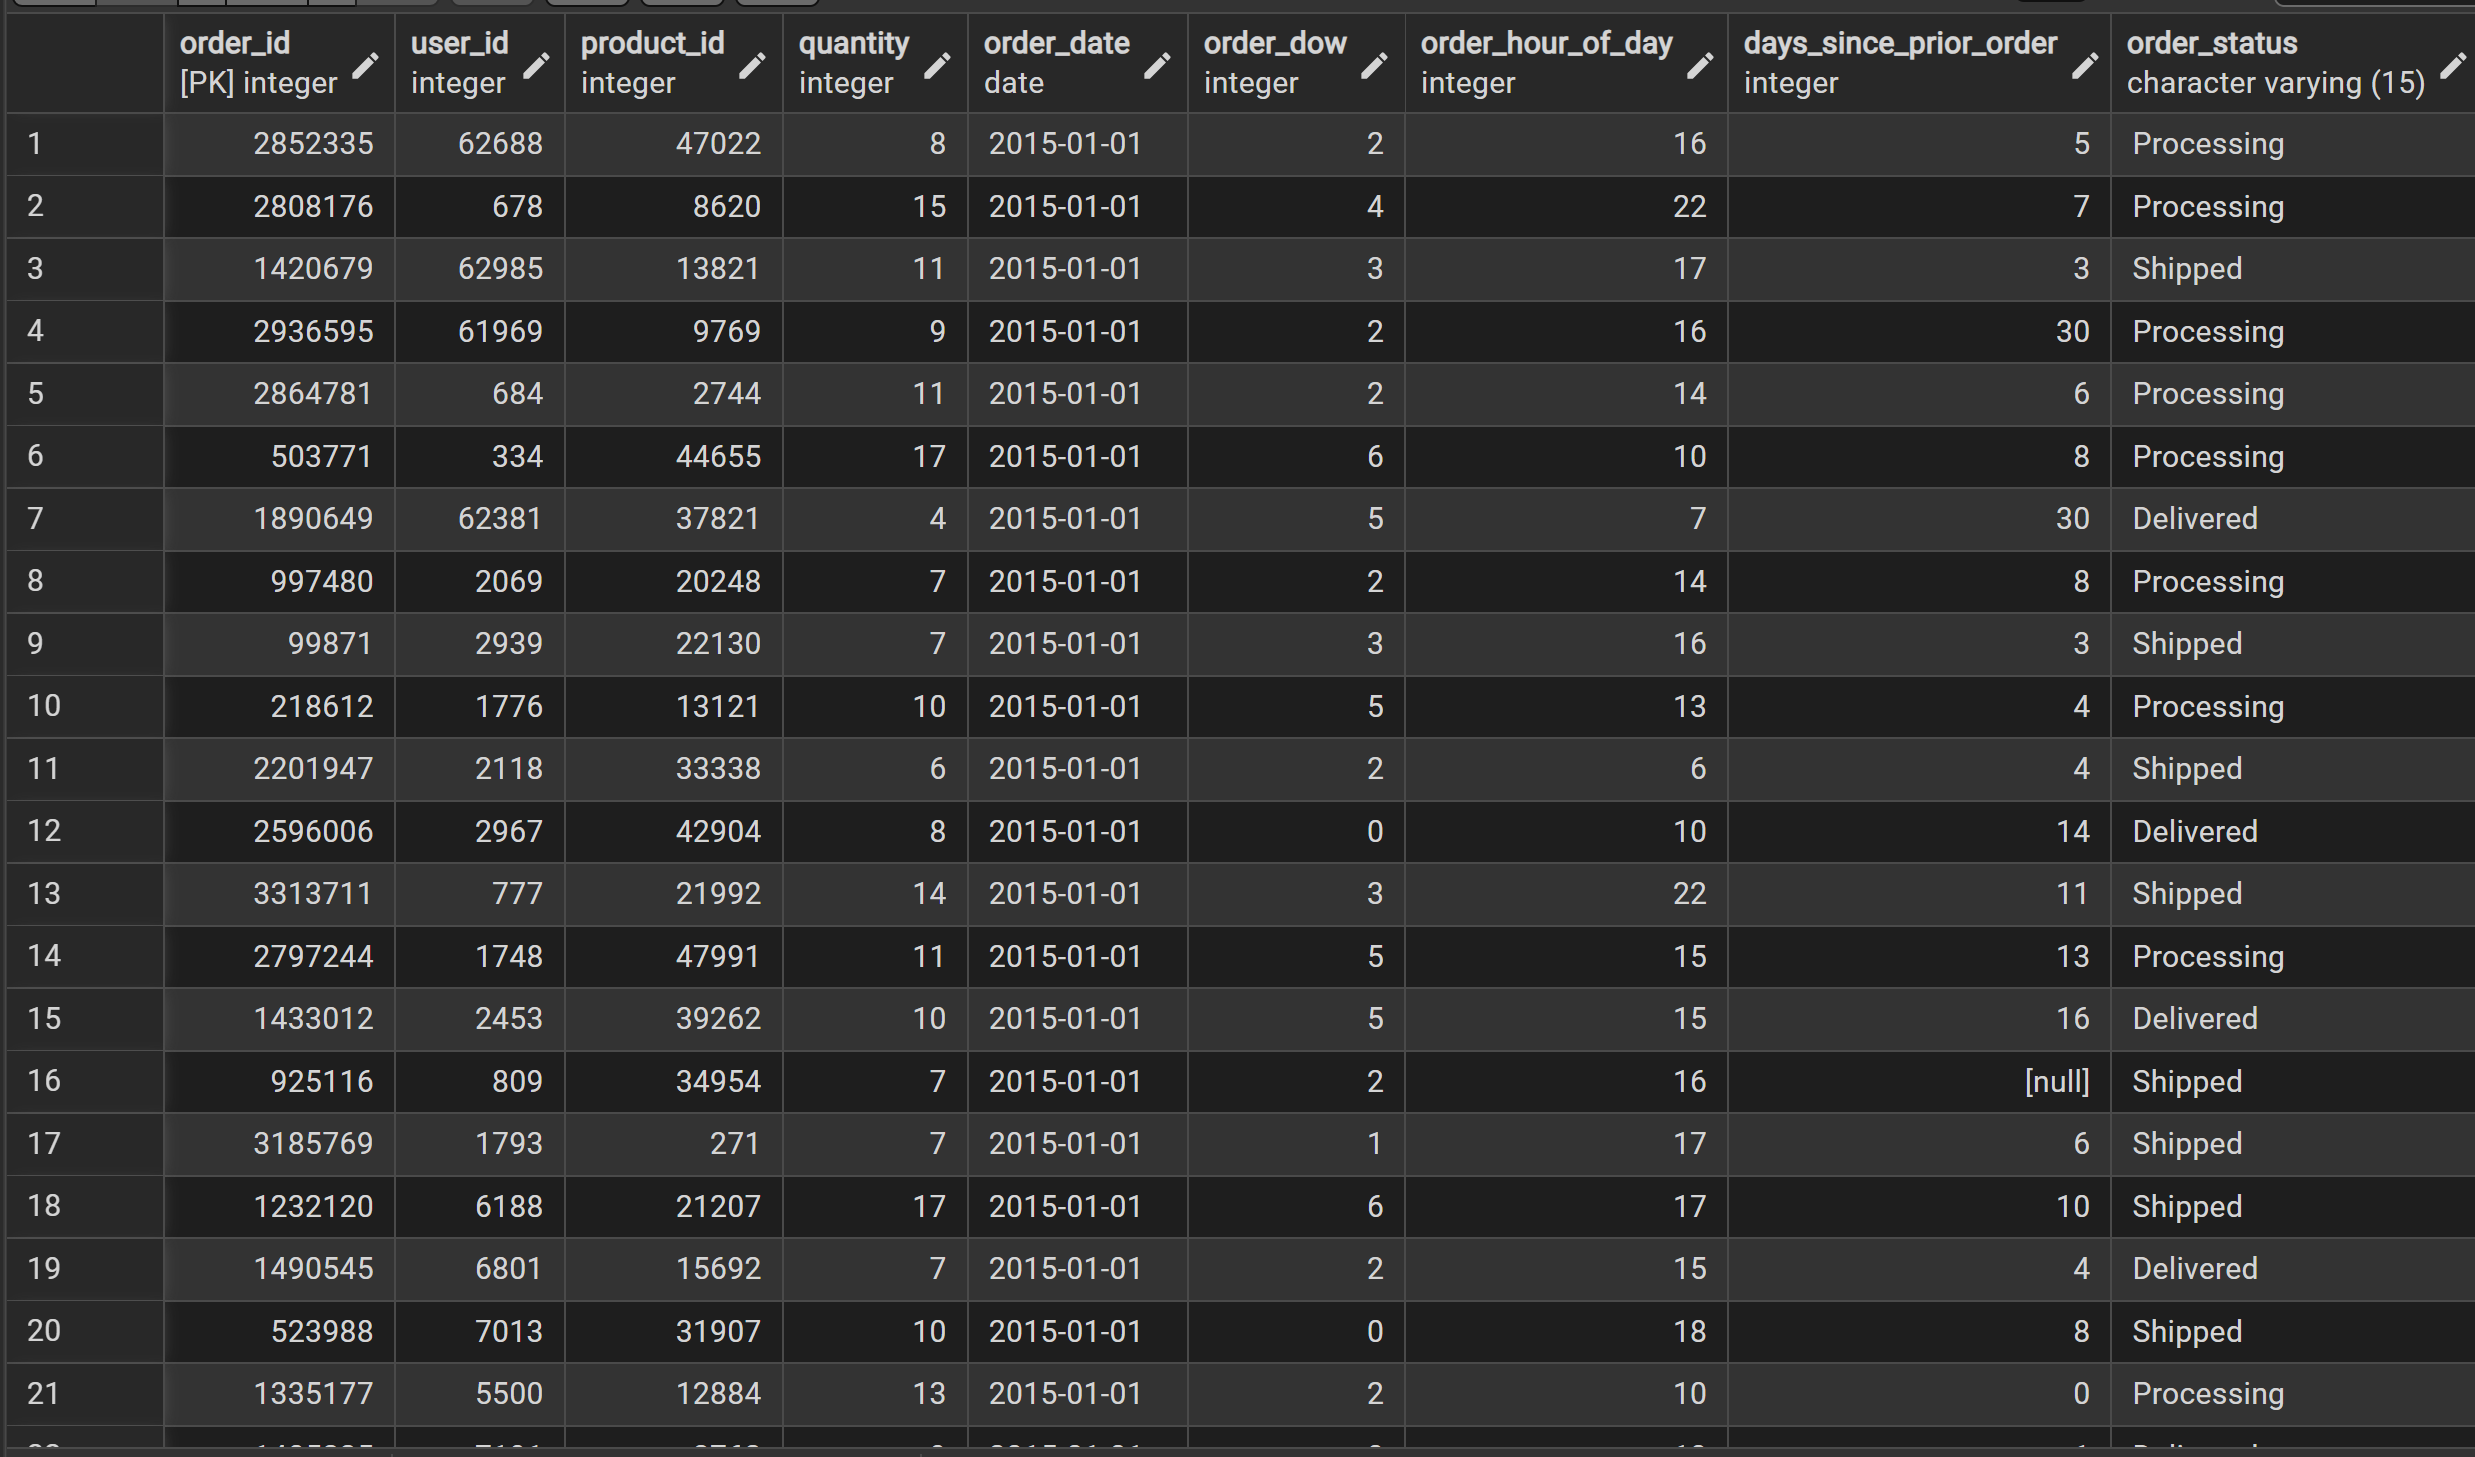 order_id user_id product_id quantity order_date order_dow order_hour_of_day days_since_prior_order order_status
[PK] integer integer integer integer date integer integer integer character varying (15)
1 2852335 62688 47022 8 2015-01-01 2 16 5 Processing
2 2808176 678 8620 15 2015-01-01 4 22 7 Processing
3 1420679 62985 13821 11 2015-01-01 3 17 3 Shipped
4 2936595 61969 9769 9 2015-01-01 2 16 30 Processing
5 2864781 684 2744 11 2015-01-01 2 14 6 Processing
6 503771 334 44655 17 2015-01-01 6 10 8 Processing
7 1890649 62381 37821 4 2015-01-01 5 7 30 Delivered
8 997480 2069 20248 7 2015-01-01 2 14 8 Processing
9 99871 2939 22130 7 2015-01-01 3 16 3 Shipped
10 218612 1776 13121 10 2015-01-01 5 13 4 Processing
11 2201947 2118 33338 6 2015-01-01 2 6 4 Shipped
12 2596006 2967 42904 8 2015-01-01 0 10 14 Delivered
13 3313711 777 21992 14 2015-01-01 3 22 11 Shipped
14 2797244 1748 47991 11 2015-01-01 5 15 13 Processing
15 1433012 2453 39262 10 2015-01-01 5 15 16 Delivered
16 925116 809 34954 7 2015-01-01 2 16 [null] Shipped
17 3185769 1793 271 7 2015-01-01 1 17 6 Shipped
18 1232120 6188 21207 17 2015-01-01 6 17 10 Shipped
19 1490545 6801 15692 7 2015-01-01 2 15 4 Delivered
20 523988 7013 31907 10 2015-01-01 0 18 8 Shipped
21 1335177 5500 12884 13 2015-01-01 2 10 0 Processing